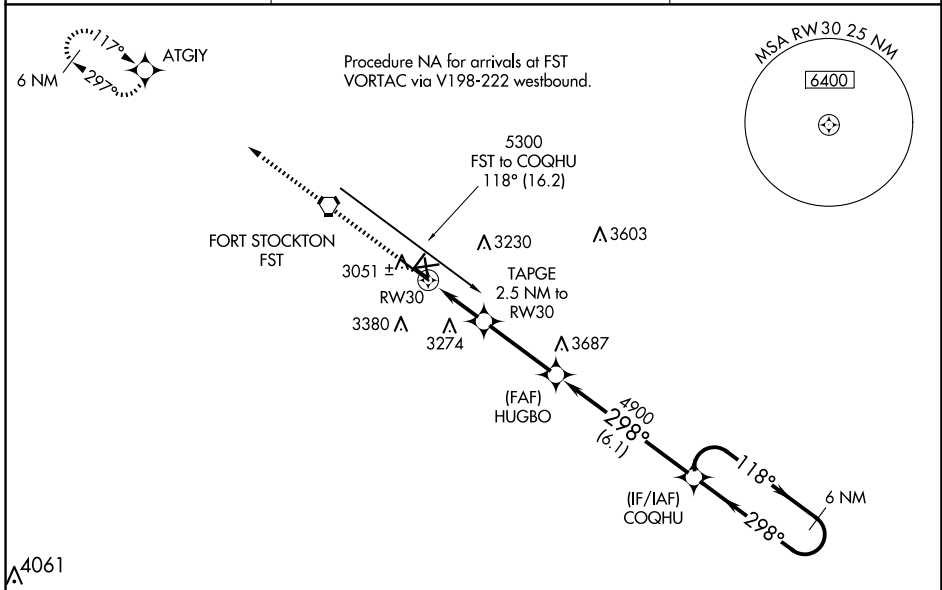 117°
297°
6 NM
ATGIY
Procedure NA for arrivals at FST
VORTAC via V198-222 westbound.
MSA RW30 25 NM
6400
5300
FST to COQHU
118° (16.2)
FORT STOCKTON
FST
3230
3603
3051 ±
RW30
TAPGE
2.5 NM to
RW30
3380
3274
3687
(FAF)
HUGBO
4900
298°
(6.1)
(IF/IAF)
COQHU
118°
298°
6 NM
4061